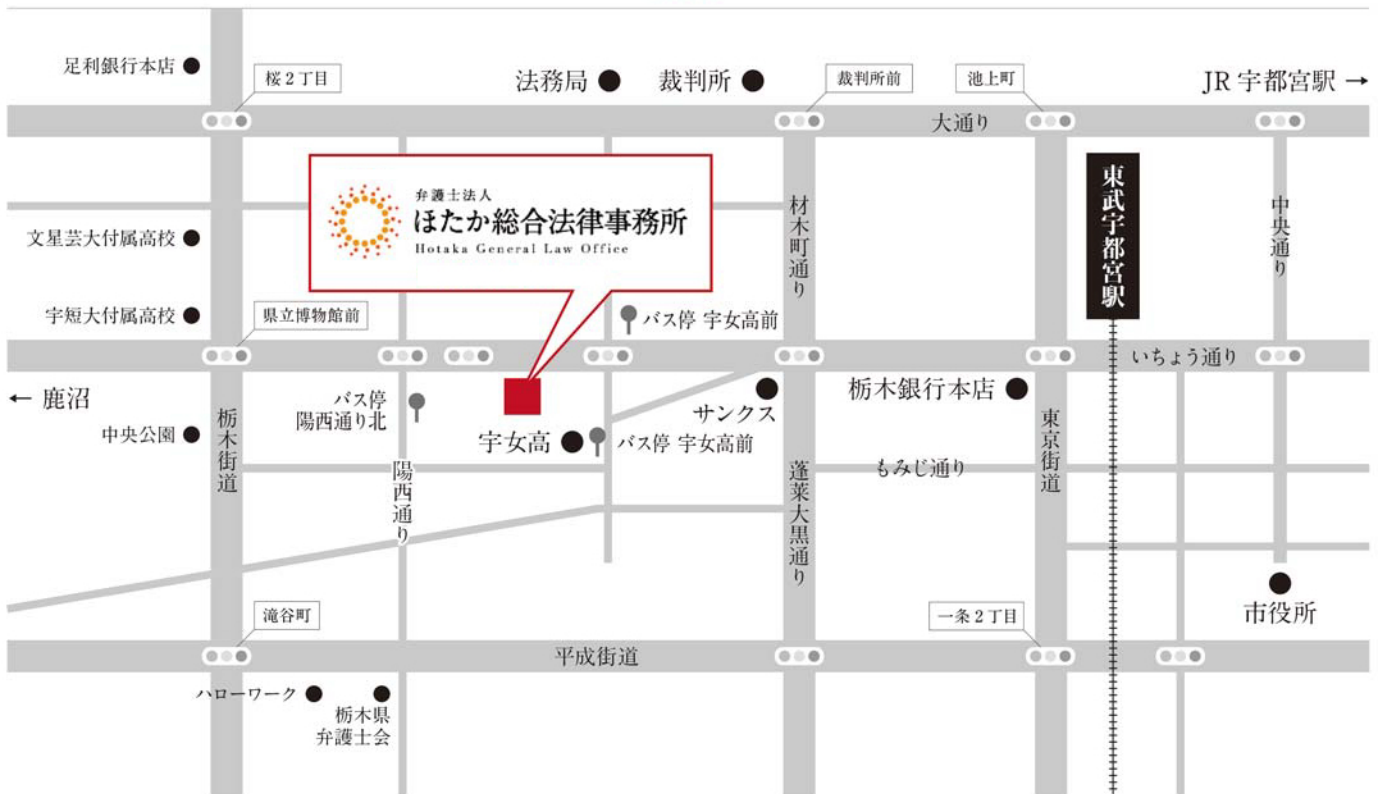 足利銀行本店
桜2丁目
法務局
裁判所
裁判所前
池上町
JR 宇都宮駅 →
大通り
弁護士法人
ほたか総合法律事務所
Hotaka General Law Office
材木町通り
東武宇都宮駅
中央通り
文星芸大付属高校
宇短大付属高校
県立博物館前
バス停 宇女高前
いちょう通り
← 鹿沼
バス停
陽西通り北
サンクス
栃木銀行本店
中央公園
栃木街道
宇女高
バス停 宇女高前
東京街道
陽西通り
蓬莱大黒通り
もみじ通り
滝谷町
一条2丁目
市役所
平成街道
ハローワーク
栃木県
弁護士会